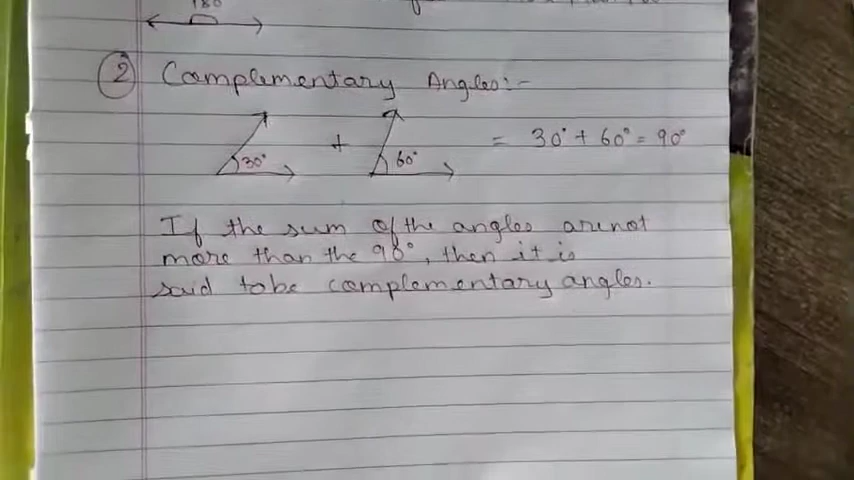 180
② Complementary Angles:-
30° + 60° = 30° + 60° = 90°
If the sum of the angles are not
more than the 90°, then it is
said to be complementary angles.